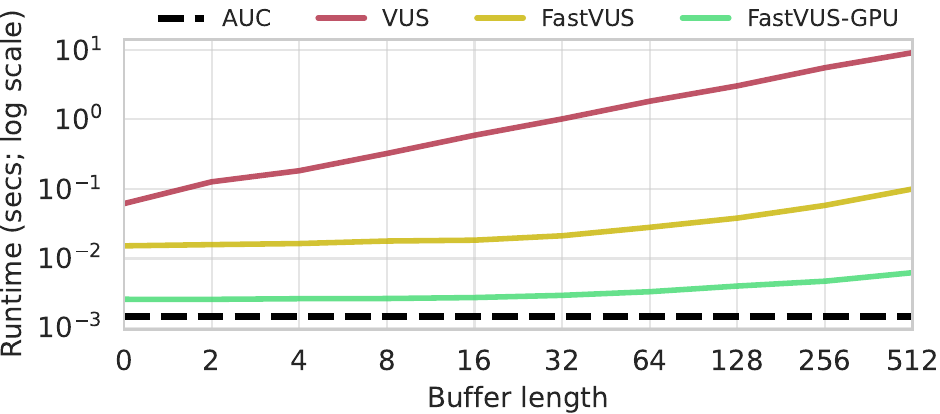 AUC VUS FastVUS FastVUS-GPU
Runtime (secs; log scale)
10¹
10⁰
10⁻¹
10⁻²
10⁻³
0 2 4 8 16 32 64 128 256 512
Buffer length